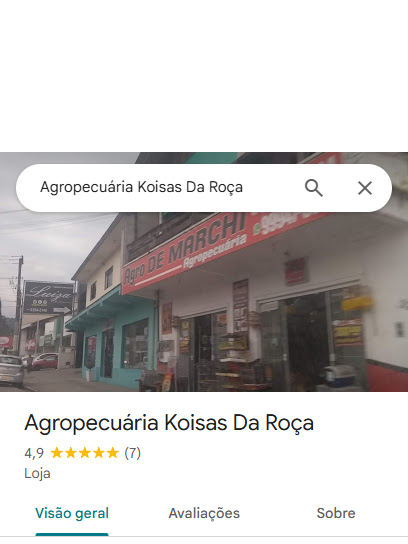 Agropecuária Koisas Da Roça
Agro DE MARCHI
Agropecuária
Luiza
Agropecuária Koisas Da Roça
4,9 (7)
Loja
Visão geral Avaliações Sobre